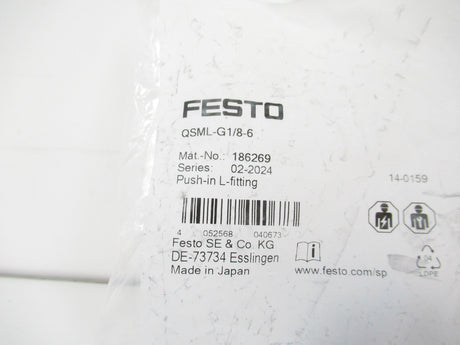 FESTO
QSML-G1/8-6
Mat.-No.: 186269
Series: 02-2024
Push-in L-fitting
14-0159
4 052568 040673
Festo SE & Co. KG
DE-73734 Esslingen
Made in Japan
www.festo.com/sp
04
LDPE